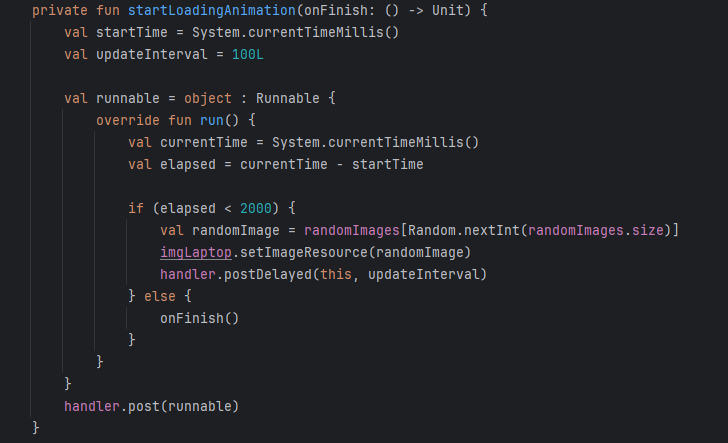 private fun startLoadingAnimation(onFinish: () -> Unit) {
    val startTime = System.currentTimeMillis()
    val updateInterval = 100L

    val runnable = object : Runnable {
        override fun run() {
            val currentTime = System.currentTimeMillis()
            val elapsed = currentTime - startTime

            if (elapsed < 2000) {
                val randomImage = randomImages[Random.nextInt(randomImages.size)]
                imgLaptop.setImageResource(randomImage)
                handler.postDelayed(this, updateInterval)
            } else {
                onFinish()
            }
        }
    }
    handler.post(runnable)
}